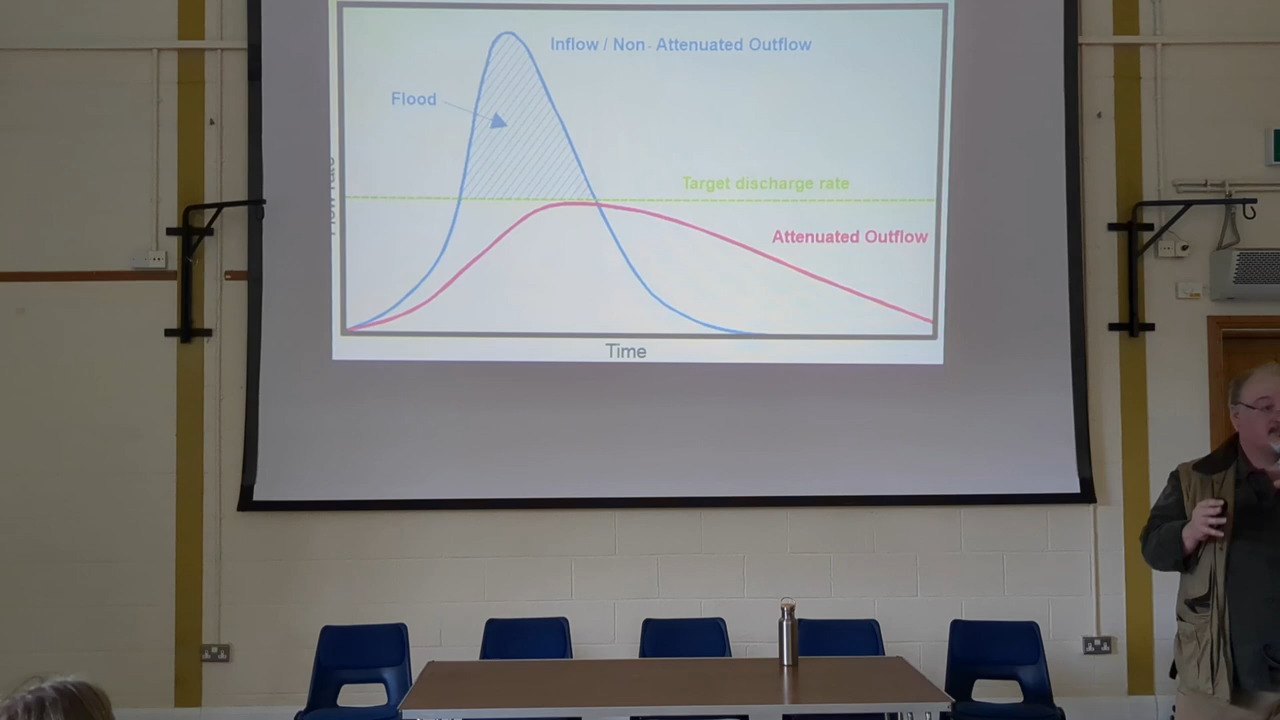 Inflow / Non - Attenuated Outflow
Flood
Target discharge rate
Attenuated Outflow
Time